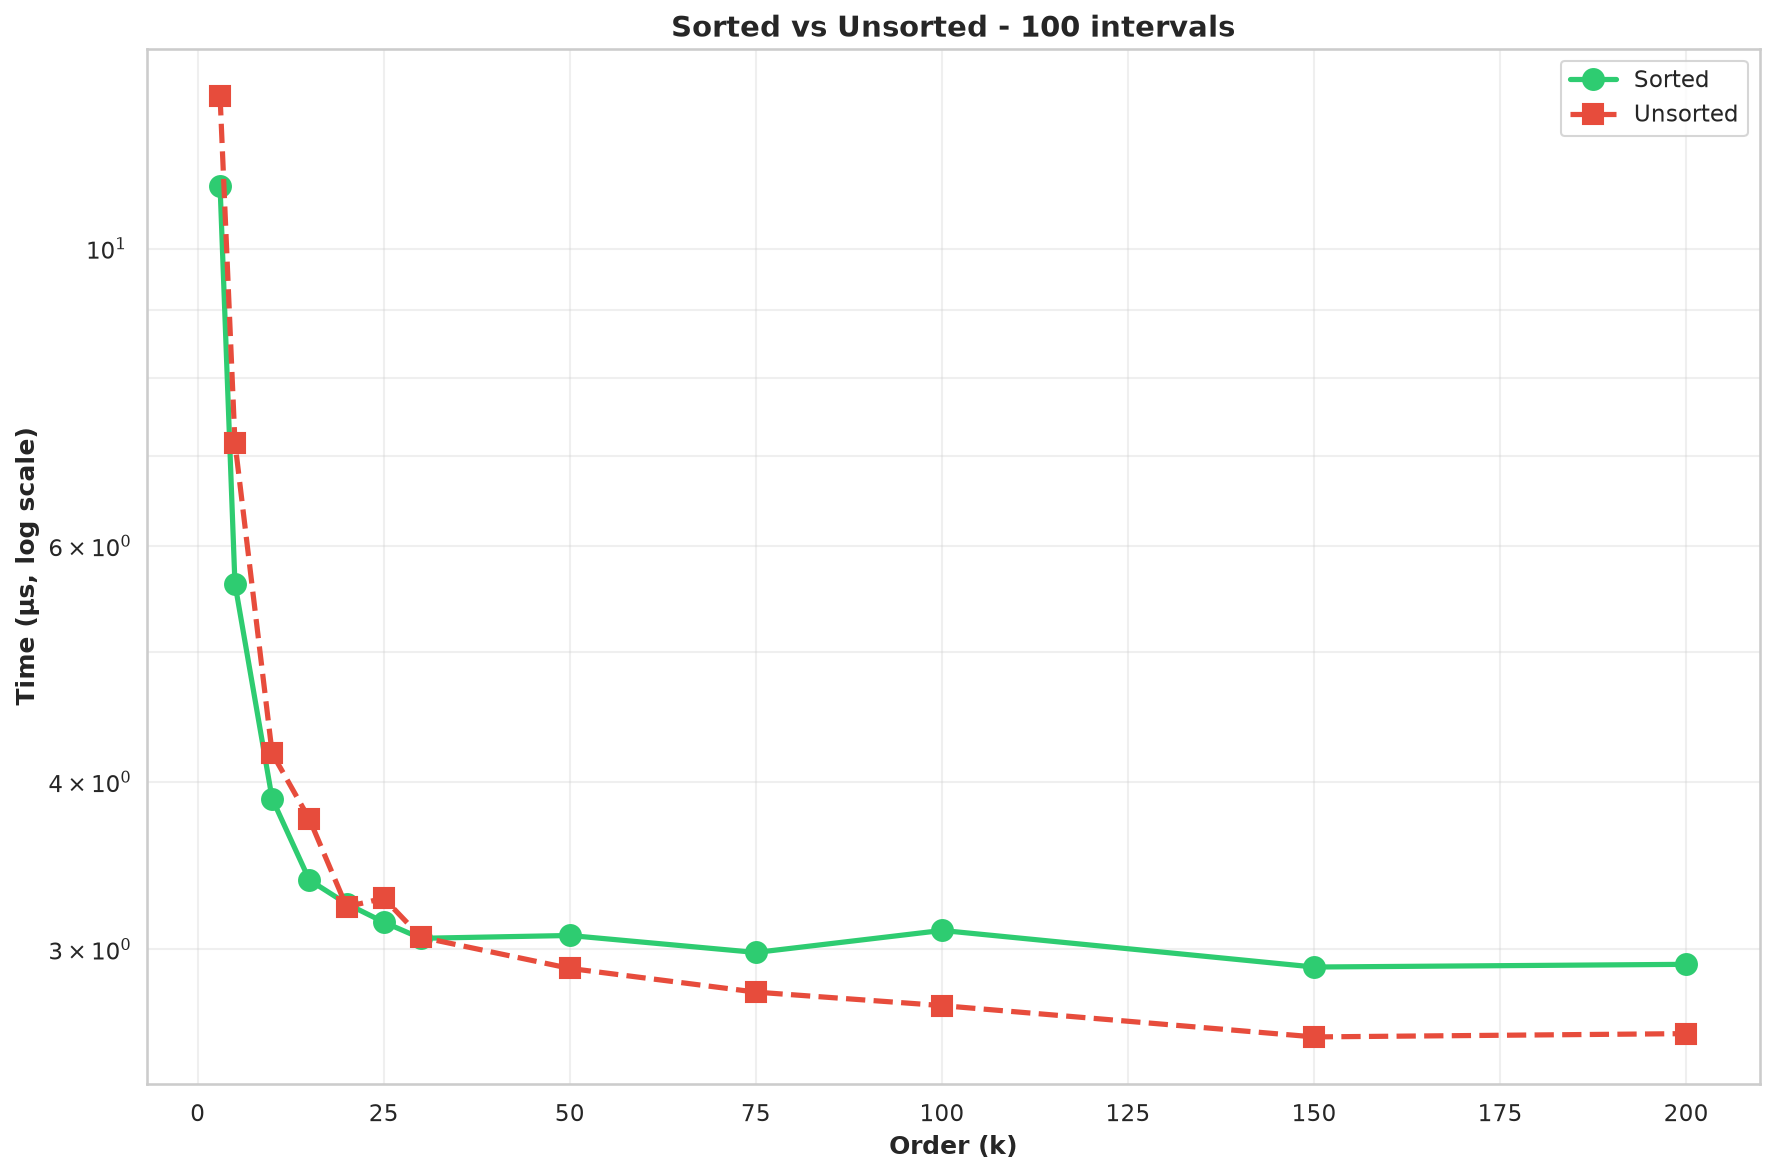 Sorted vs Unsorted - 100 intervals
Sorted
Unsorted
Time (µs, log scale)
10¹
6 × 10⁰
4 × 10⁰
3 × 10⁰
0 25 50 75 100 125 150 175 200
Order (k)